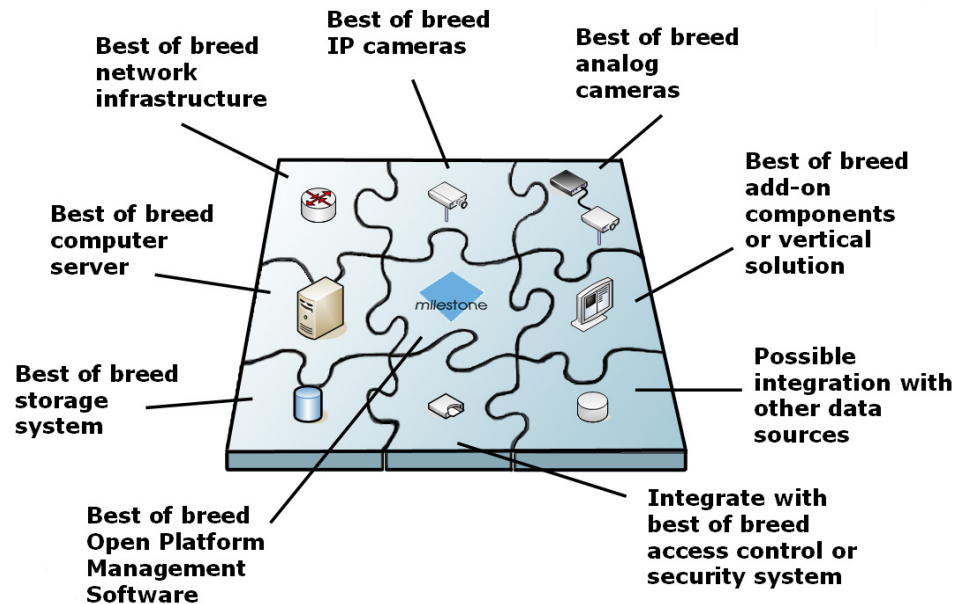 Best of breed
IP cameras
Best of breed
network
infrastructure
Best of breed
analog
cameras
Best of breed
add-on
components
or vertical
solution
Best of breed
computer
server
milestone
Possible
integration with
other data
sources
Best of breed
storage
system
Integrate with
best of breed
access control or
security system
Best of breed
Open Platform
Management
Software